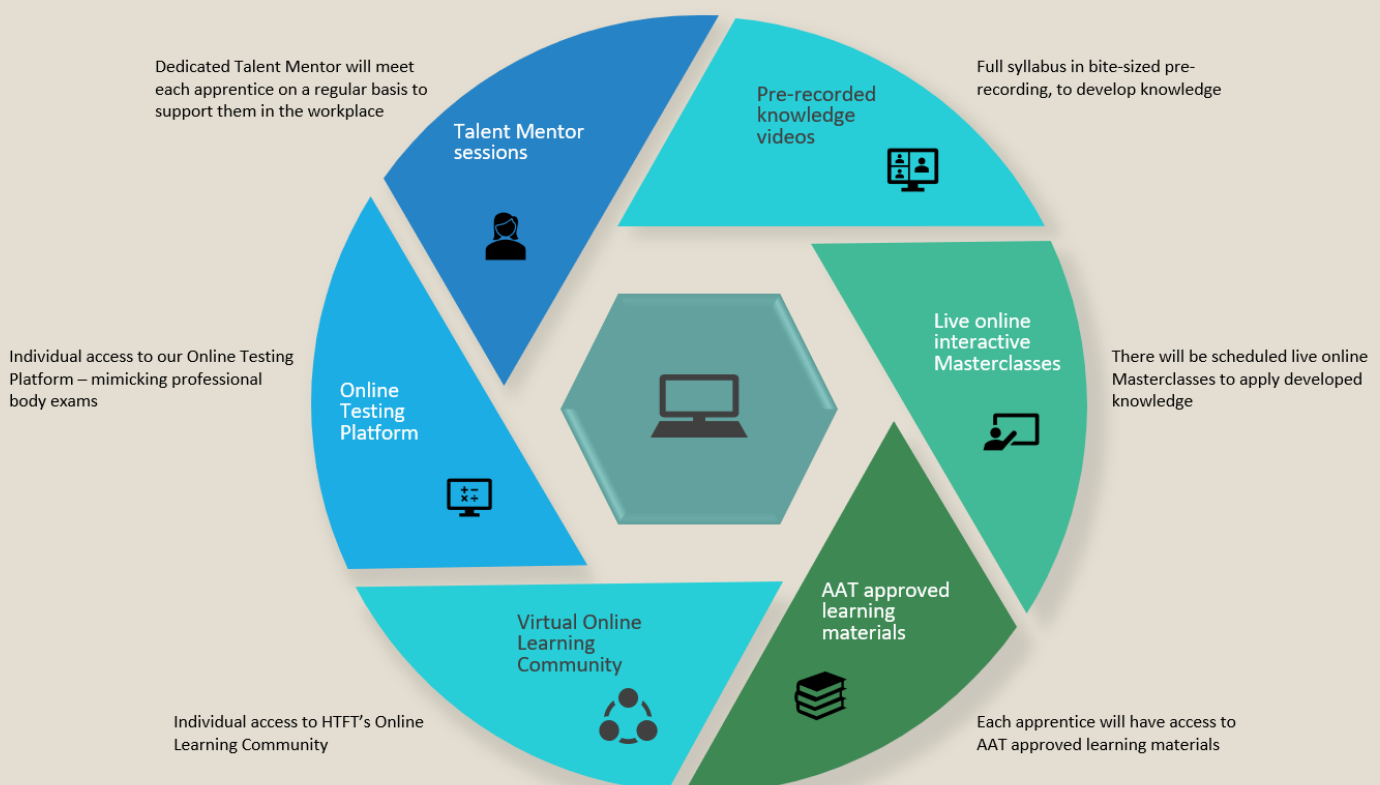 Dedicated Talent Mentor will meet
each apprentice on a regular basis to
support them in the workplace
Talent Mentor
sessions
Pre-recorded
knowledge
videos
Full syllabus in bite-sized pre-
recording, to develop knowledge
Live online
interactive
Masterclasses
There will be scheduled live online
Masterclasses to apply developed
knowledge
Individual access to our Online Testing
Platform – mimicking professional
body exams
Online
Testing
Platform
AAT approved
learning
materials
Each apprentice will have access to
AAT approved learning materials
Virtual Online
Learning
Community
Individual access to HTFT's Online
Learning Community